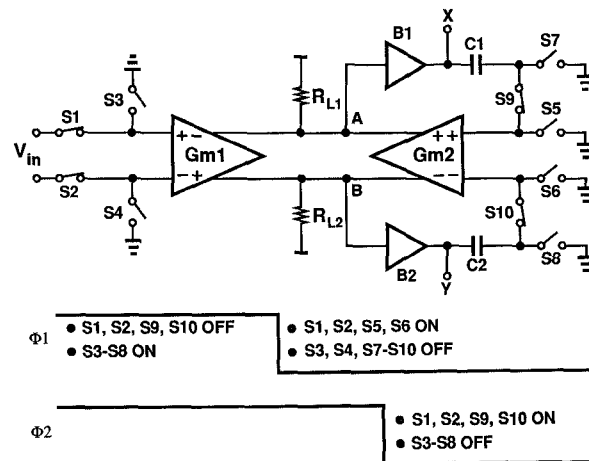 X
B1
C1
S7
S3
RL1
S9
S1
A
S5
+ -
+ +
Vin
Gm1
Gm2
- +
- -
S2
B
S6
S4
RL2
S10
B2
C2
S8
Y
Φ1
• S1, S2, S9, S10 OFF
• S3-S8 ON
• S1, S2, S5, S6 ON
• S3, S4, S7-S10 OFF
Φ2
• S1, S2, S9, S10 ON
• S3-S8 OFF